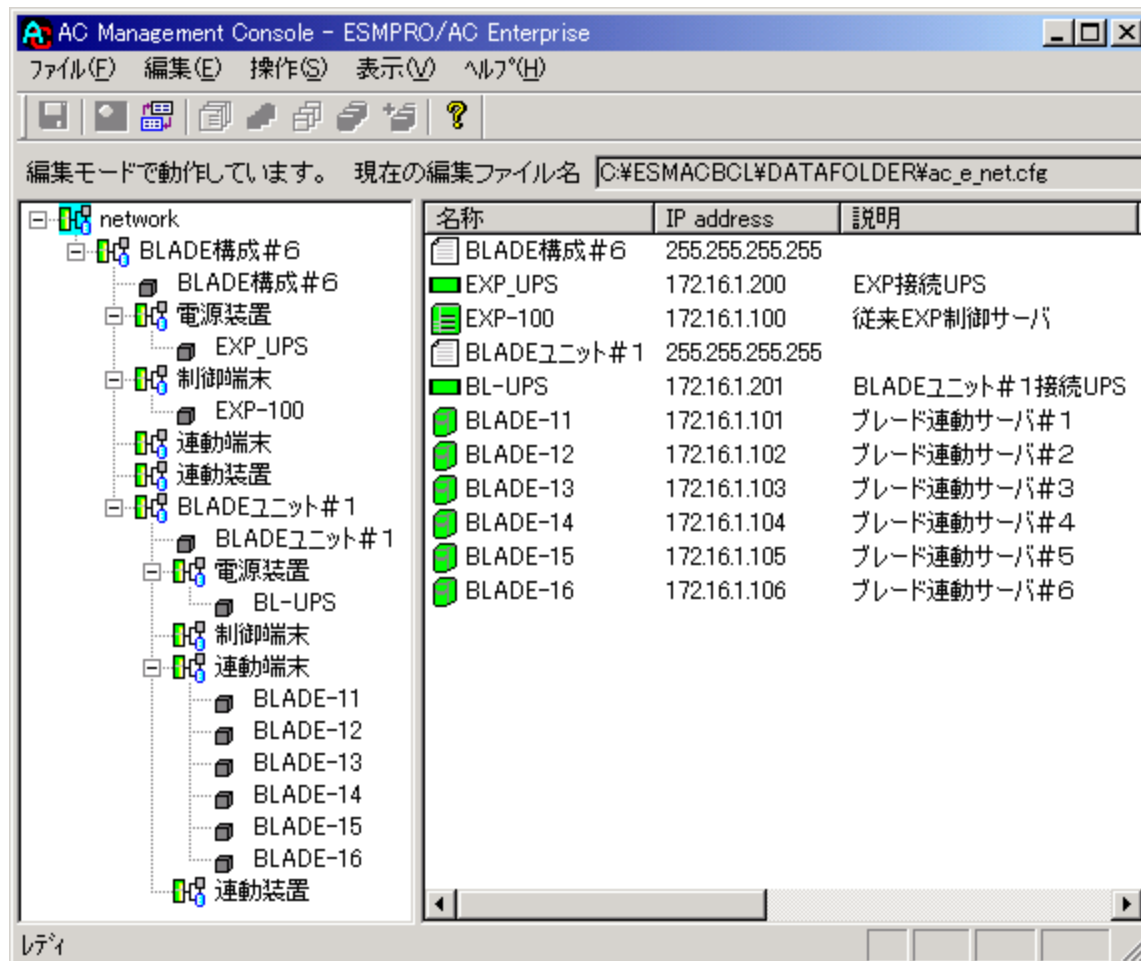 AC Management Console - ESMPRO/AC Enterprise
ファイル(F) 編集(E) 操作(S) 表示(V) ヘルプ(H)
編集モードで動作しています。 現在の編集ファイル名 C:¥ESMACBCL¥DATAFOLDER¥ac_e_net.cfg
network
BLADE構成#6
BLADE構成#6
電源装置
EXP_UPS
制御端末
EXP-100
連動端末
連動装置
BLADEユニット#1
BLADEユニット#1
電源装置
BL-UPS
制御端末
連動端末
BLADE-11
BLADE-12
BLADE-13
BLADE-14
BLADE-15
BLADE-16
連動装置
名称 IP address 説明
BLADE構成#6 255.255.255.255
EXP_UPS 172.16.1.200 EXP接続UPS
EXP-100 172.16.1.100 従来EXP制御サーバ
BLADEユニット#1 255.255.255.255
BL-UPS 172.16.1.201 BLADEユニット#1接続UPS
BLADE-11 172.16.1.101 ブレード連動サーバ#1
BLADE-12 172.16.1.102 ブレード連動サーバ#2
BLADE-13 172.16.1.103 ブレード連動サーバ#3
BLADE-14 172.16.1.104 ブレード連動サーバ#4
BLADE-15 172.16.1.105 ブレード連動サーバ#5
BLADE-16 172.16.1.106 ブレード連動サーバ#6
レディ